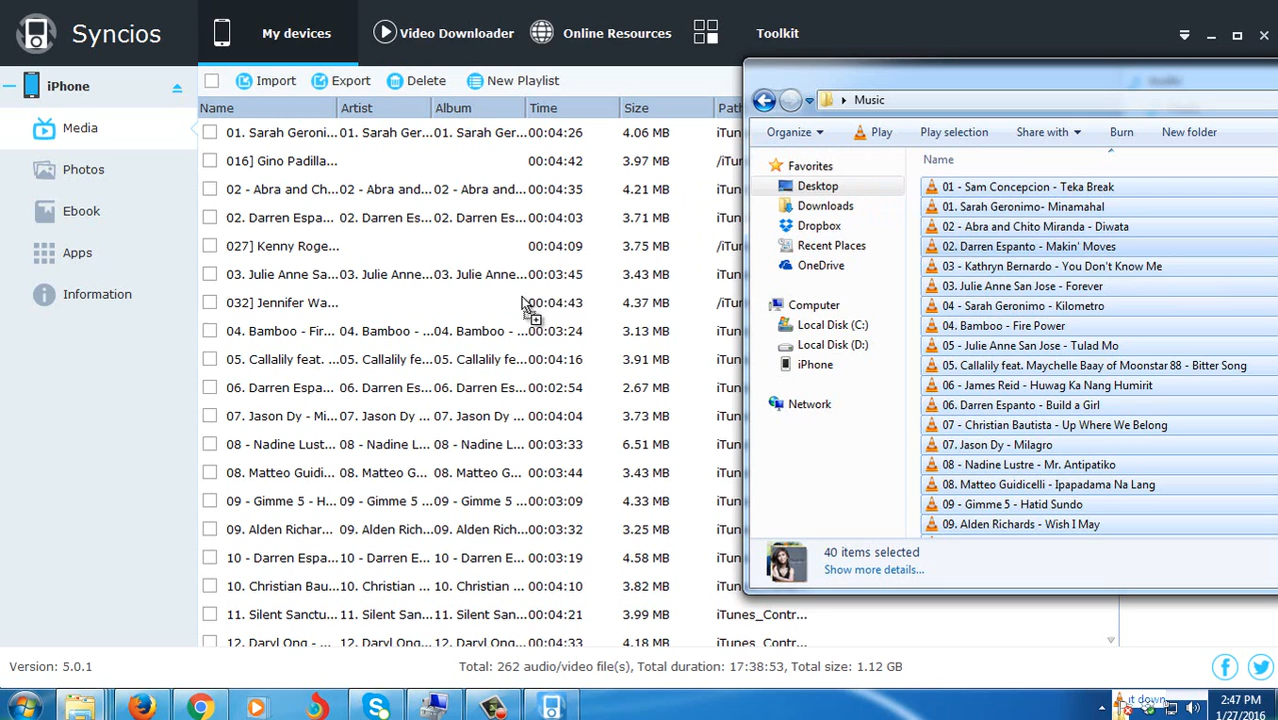 Syncios My devices Video Downloader Online Resources Toolkit
iPhone
Media
Photos
Ebook
Apps
Information
Import Export Delete New Playlist
Name Artist Album Time Size Path
01. Sarah Geroni... 01. Sarah Ger... 01. Sarah Ger... 00:04:26 4.06 MB iTun
016] Gino Padilla... 00:04:42 3.97 MB /iTu
02 - Abra and Ch... 02 - Abra and... 02 - Abra and... 00:04:35 4.21 MB iTun
02. Darren Espa... 02. Darren Es... 02. Darren Es... 00:04:03 3.71 MB iTun
027] Kenny Roge... 00:04:09 3.75 MB /iTu
03. Julie Anne Sa... 03. Julie Anne... 03. Julie Anne... 00:03:45 3.43 MB iTun
032] Jennifer Wa... 00:04:43 4.37 MB /iTu
04. Bamboo - Fir... 04. Bamboo - ... 04. Bamboo - ... 00:03:24 3.13 MB iTun
05. Callalily feat. ... 05. Callalily fe... 05. Callalily fe... 00:04:16 3.91 MB iTun
06. Darren Espa... 06. Darren Es... 06. Darren Es... 00:02:54 2.67 MB iTun
07. Jason Dy - Mi... 07. Jason Dy ... 07. Jason Dy ... 00:04:04 3.73 MB iTun
08 - Nadine Lust... 08 - Nadine L... 08 - Nadine L... 00:03:33 6.51 MB iTun
08. Matteo Guidi... 08. Matteo G... 08. Matteo G... 00:03:44 3.43 MB iTun
09 - Gimme 5 - H... 09 - Gimme 5 ... 09 - Gimme 5 ... 00:03:09 4.33 MB iTun
09. Alden Richar... 09. Alden Rich... 09. Alden Rich... 00:03:32 3.25 MB iTun
10 - Darren Espa... 10 - Darren E... 10 - Darren E... 00:03:19 4.58 MB iTun
10. Christian Bau... 10. Christian ... 10. Christian ... 00:04:10 3.82 MB iTun
11. Silent Sanctu... 11. Silent San... 11. Silent San... 00:04:21 3.99 MB iTunes_Contr...
12. Daryl Ong - ... 12. Daryl Ong... 12. Daryl Ong... 00:04:33 4.18 MB iTunes_Contr...
Music
Organize Play Play selection Share with Burn New folder
Favorites
Desktop
Downloads
Dropbox
Recent Places
OneDrive
Computer
Local Disk (C:)
Local Disk (D:)
iPhone
Network
Name
01 - Sam Concepcion - Teka Break
01. Sarah Geronimo- Minamahal
02 - Abra and Chito Miranda - Diwata
02. Darren Espanto - Makin' Moves
03 - Kathryn Bernardo - You Don't Know Me
03. Julie Anne San Jose - Forever
04 - Sarah Geronimo - Kilometro
04. Bamboo - Fire Power
05 - Julie Anne San Jose - Tulad Mo
05. Callalily feat. Maychelle Baay of Moonstar 88 - Bitter Song
06 - James Reid - Huwag Ka Nang Humirit
06. Darren Espanto - Build a Girl
07 - Christian Bautista - Up Where We Belong
07. Jason Dy - Milagro
08 - Nadine Lustre - Mr. Antipatiko
08. Matteo Guidicelli - Ipapadama Na Lang
09 - Gimme 5 - Hatid Sundo
09. Alden Richards - Wish I May
40 items selected
Show more details...
Version: 5.0.1 Total: 262 audio/video file(s), Total duration: 17:38:53, Total size: 1.12 GB
it down
2:47 PM
1/27/2016